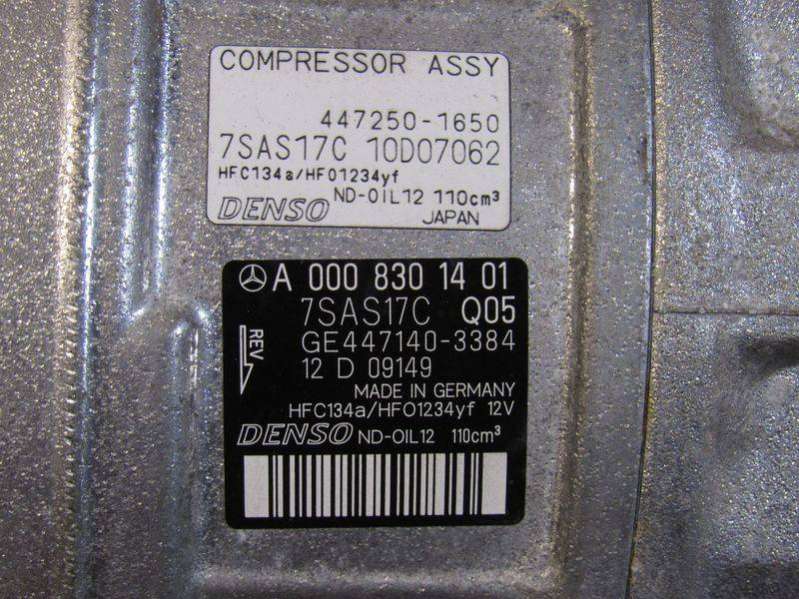 COMPRESSOR ASSY
447250-1650
7SAS17C 10D07062
HFC134a/HFO1234yf
ND-OIL12 110cm³
DENSO
JAPAN
A 000 830 14 01
7SAS17C Q05
REV
GE447140-3384
12 D 09149
MADE IN GERMANY
HFC134a/HFO1234yf 12V
DENSO ND-OIL12 110cm³